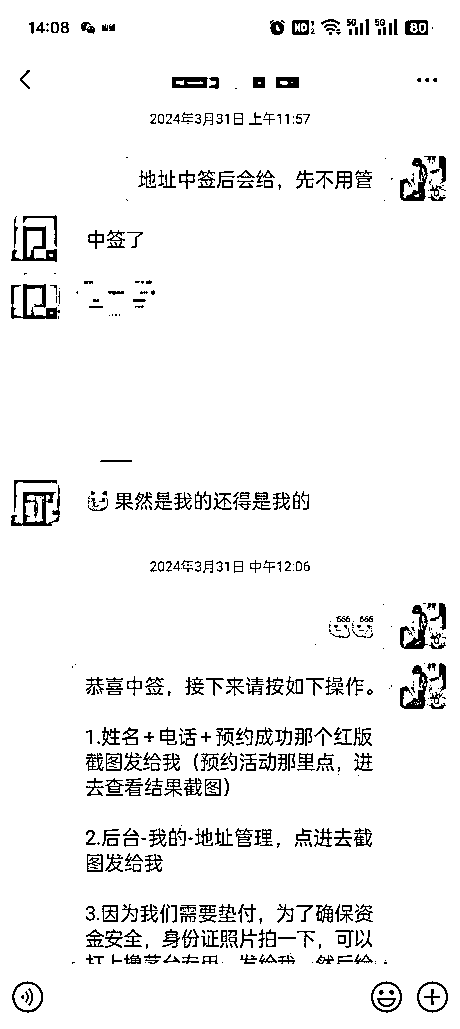 14:08
80
2024年3月31日 上午11:57
地址中签后会给，先不用管
中签了
果然是我的还得是我的
2024年3月31日 中午12:06
666 666
恭喜中签，接下来请按如下操作。
1.姓名+电话+预约成功那个红版
截图发给我（预约活动那里点，进
去查看结果截图）
2.后台-我的-地址管理，点进去截
图发给我
3.因为我们需要垫付，为了确保资
金安全，身份证照片拍一下，可以